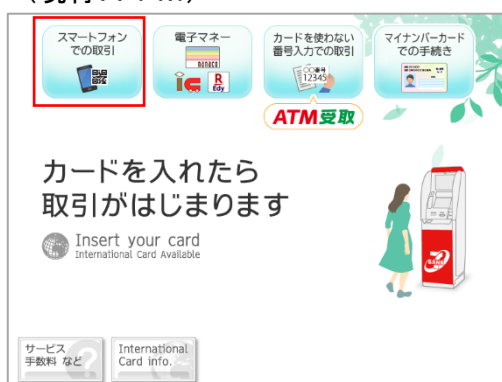 スマートフォン
での取引
電子マネー
nanaco
R
Edy
カードを使わない
番号入力での取引
12345
ATM受取
マイナンバーカード
での手続き
カードを入れたら
取引がはじまります
Insert your card
International Card Available
BANK
サービス
手数料 など
International
Card info.